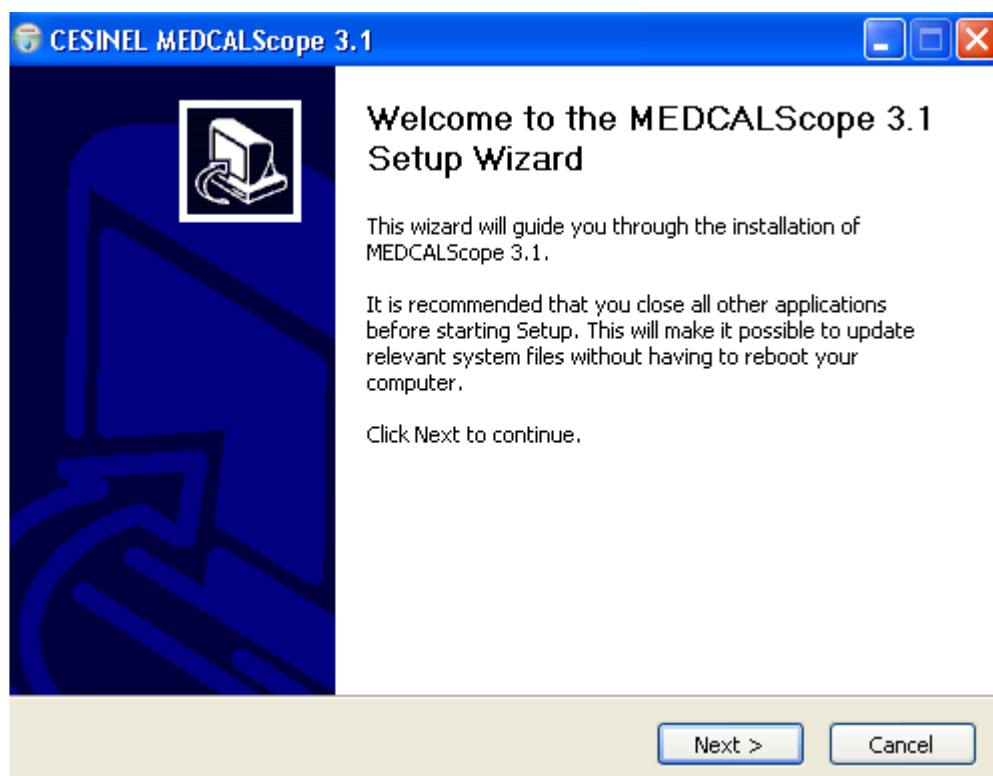 CESINEL MEDCALScope 3.1
Welcome to the MEDCALScope 3.1
Setup Wizard
This wizard will guide you through the installation of
MEDCALScope 3.1.
It is recommended that you close all other applications
before starting Setup. This will make it possible to update
relevant system files without having to reboot your
computer.
Click Next to continue.
Next >
Cancel